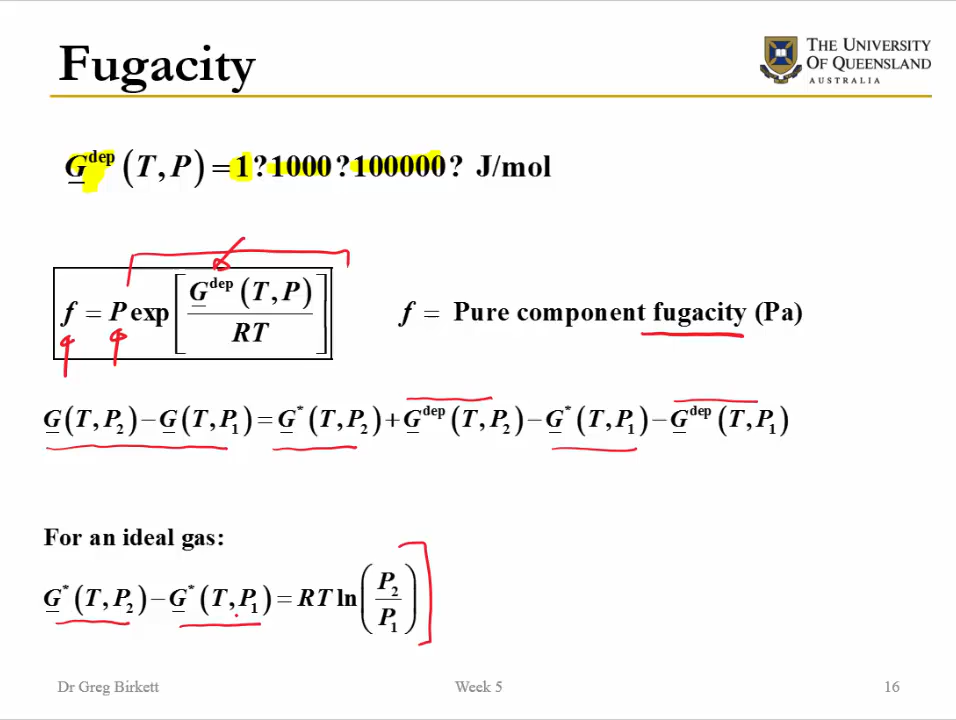 Fugacity
THE UNIVERSITY
OF QUEENSLAND
AUSTRALIA
G^dep (T, P) = 1?1000?100000? J/mol
f = P exp [G^dep (T, P) / RT]
f = Pure component fugacity (Pa)
G(T, P₂) − G(T, P₁) = G* (T, P₂) + G^dep (T, P₂) − G* (T, P₁) − G^dep (T, P₁)
For an ideal gas:
G* (T, P₂) − G* (T, P₁) = RT ln (P₂ / P₁)
Dr Greg Birkett
Week 5
16